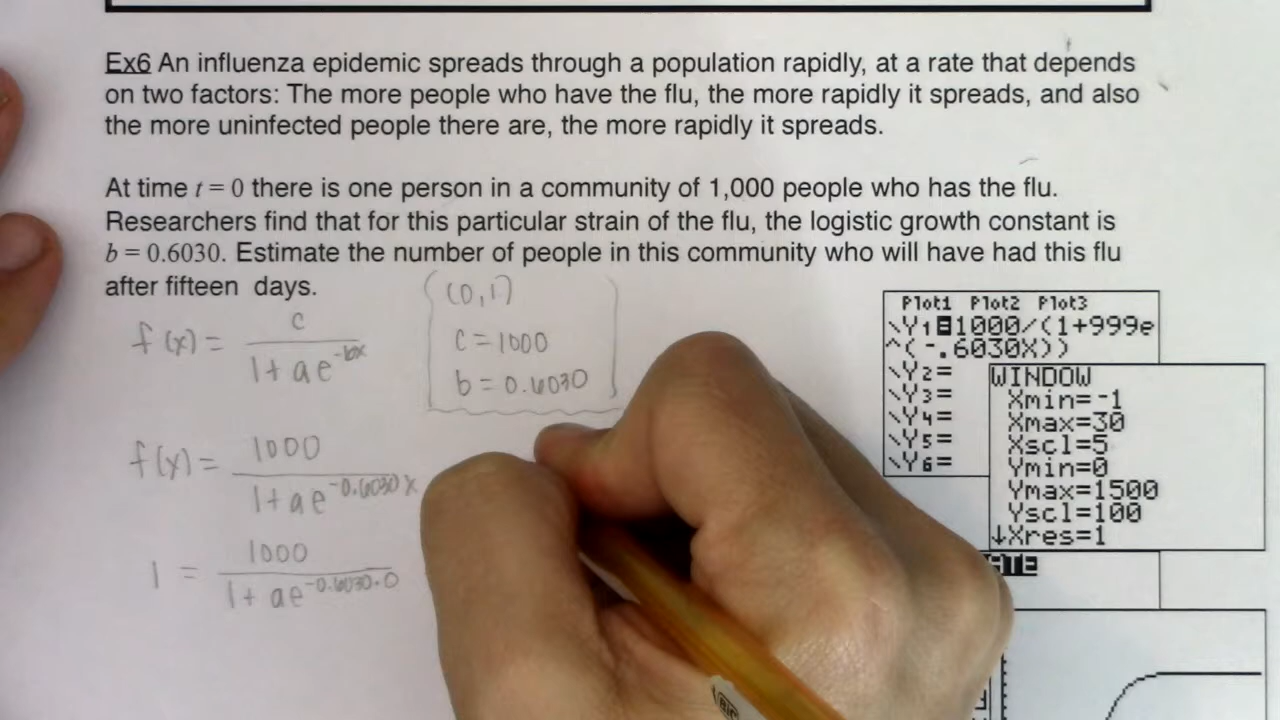 Ex6 An influenza epidemic spreads through a population rapidly, at a rate that depends
on two factors: The more people who have the flu, the more rapidly it spreads, and also
the more uninfected people there are, the more rapidly it spreads.
At time t = 0 there is one person in a community of 1,000 people who has the flu.
Researchers find that for this particular strain of the flu, the logistic growth constant is
b = 0.6030. Estimate the number of people in this community who will have had this flu
after fifteen days.
f(x) = c / 1 + ae^-bx
(0,1)
c = 1000
b = 0.6030
f(x) = 1000 / 1 + ae^-0.6030x
1 = 1000 / 1 + ae^-0.6030·0
Plot1 Plot2 Plot3
\Y1=1000/(1+999e
^(-.6030X))
\Y2=
\Y3=
\Y4=
\Y5=
\Y6=
WINDOW
Xmin=-1
Xmax=30
Xscl=5
Ymin=0
Ymax=1500
Yscl=100
↓Xres=1
BIC